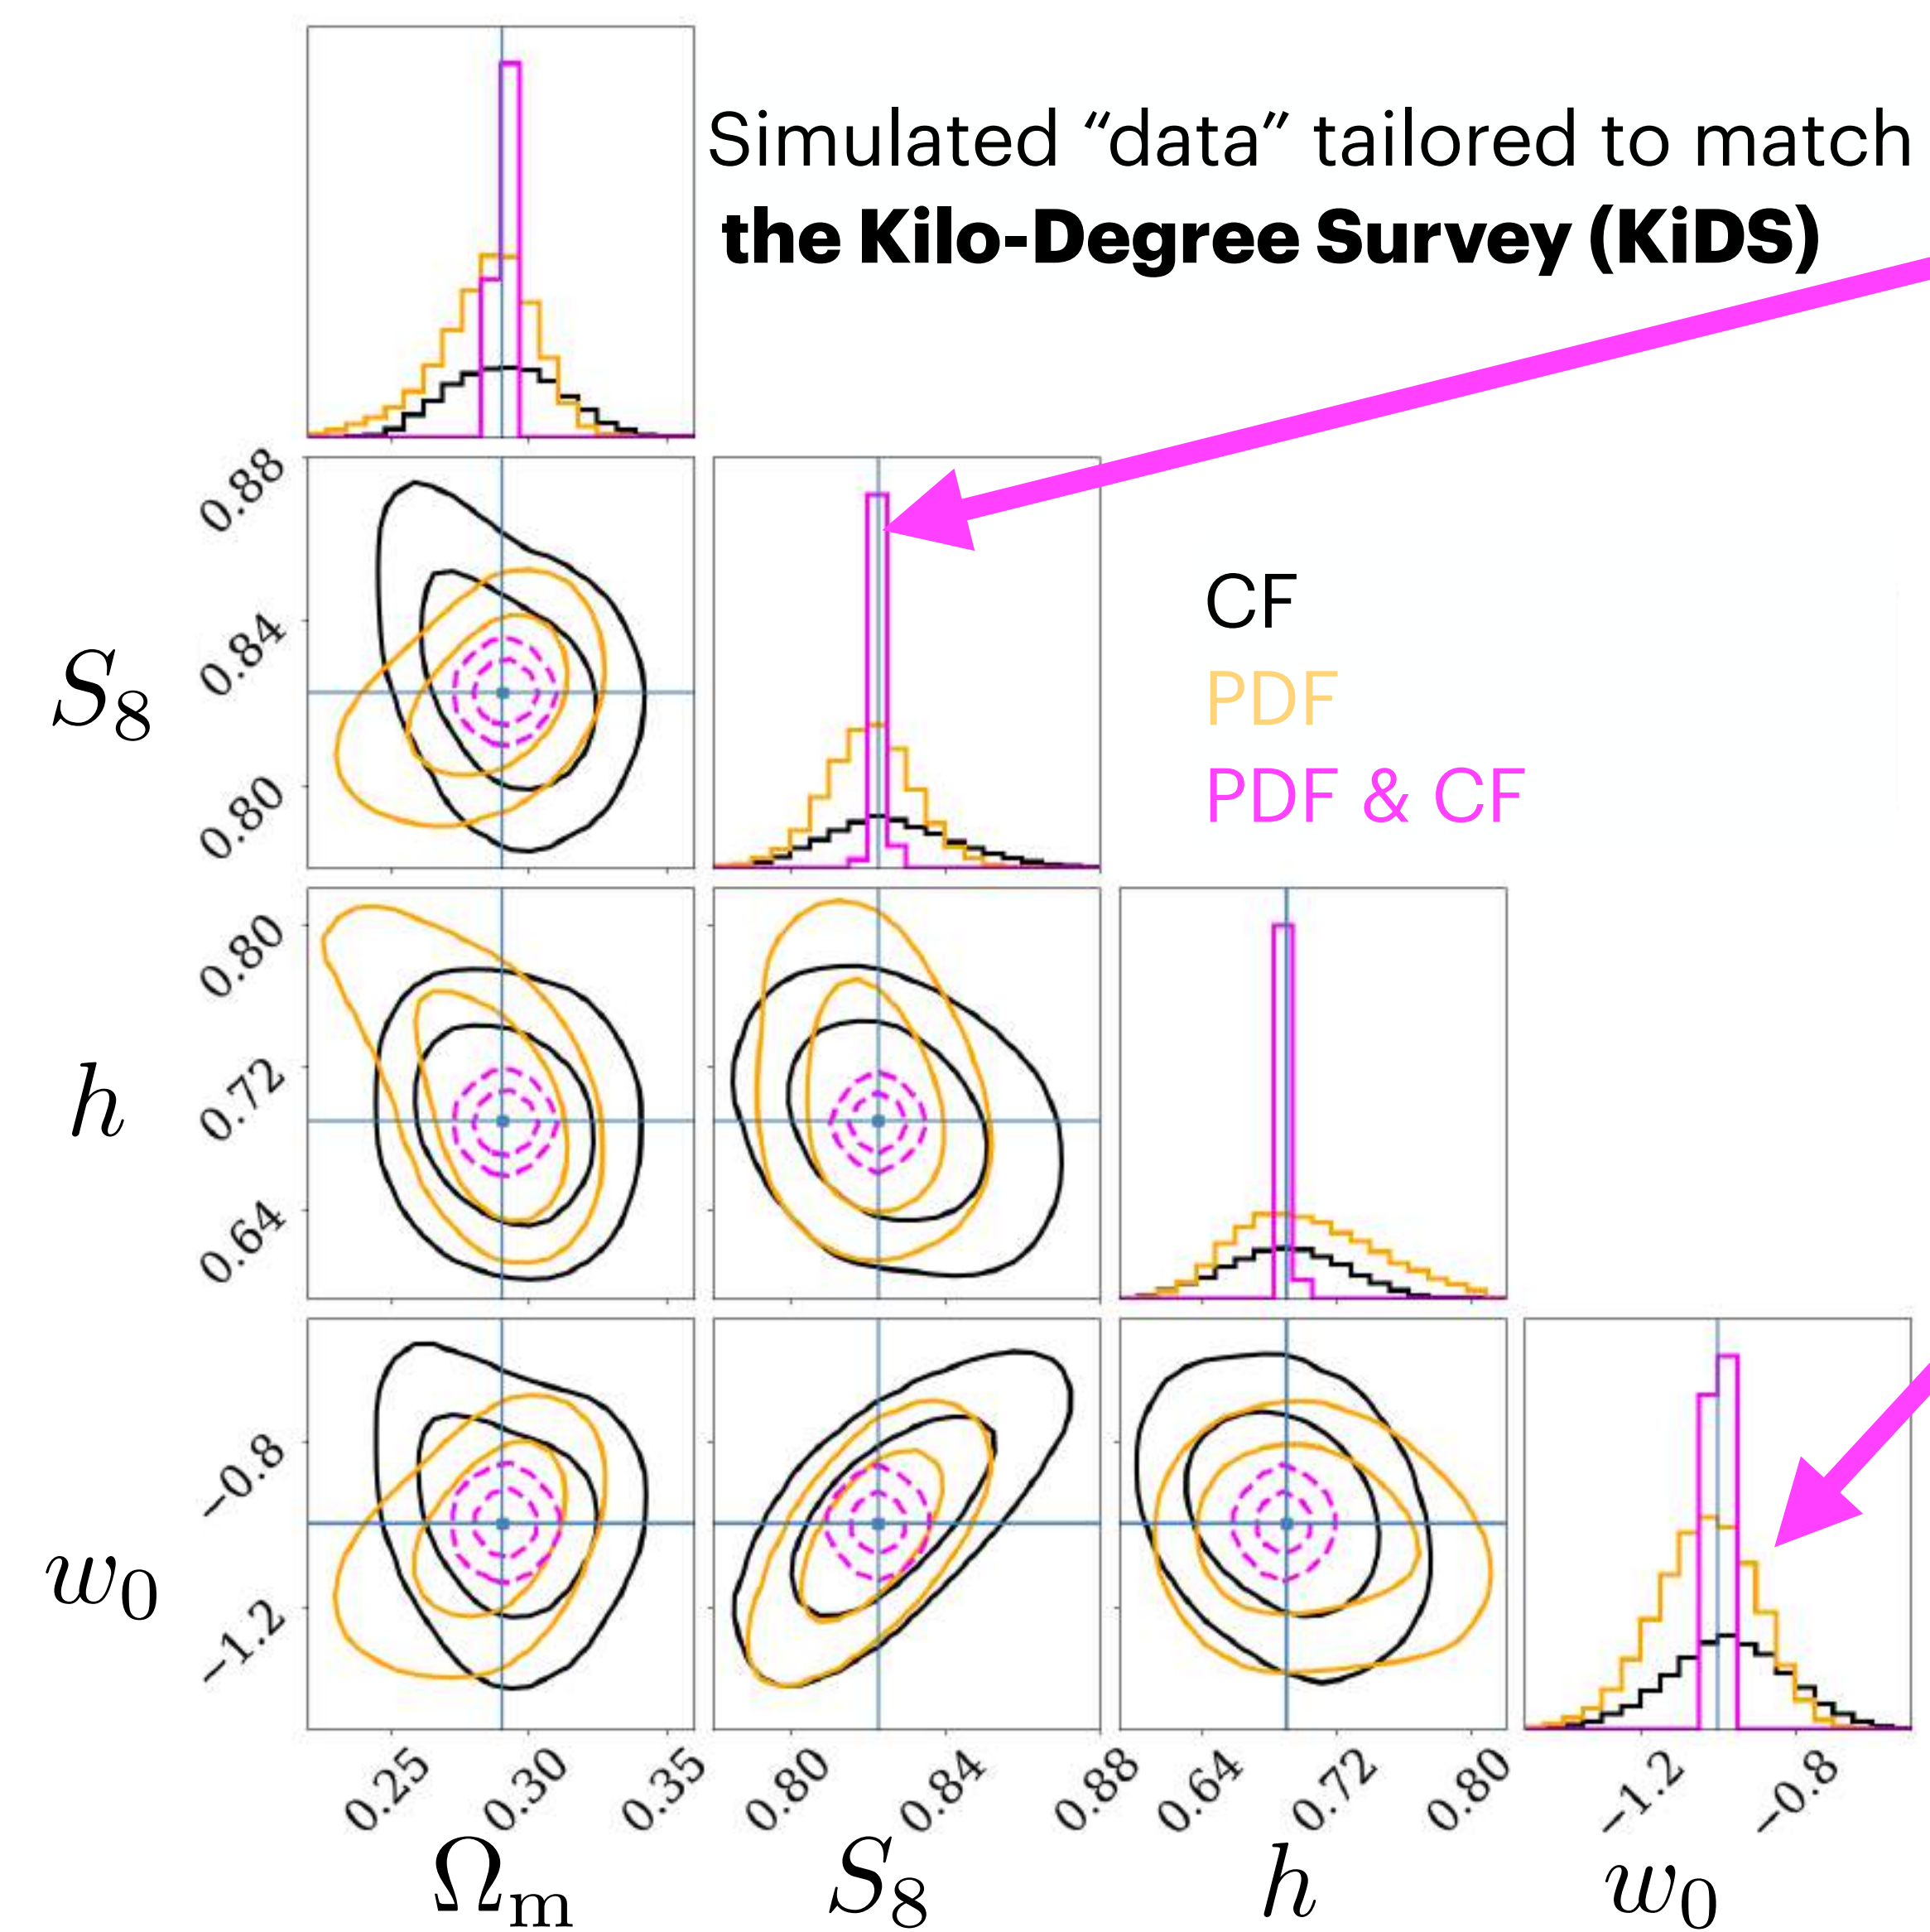 Simulated “data” tailored to match
the Kilo-Degree Survey (KiDS)
0.88
0.84
0.80
S₈
CF
PDF
PDF & CF
0.80
0.72
0.64
h
−0.8
−1.2
w₀
0.25 0.30 0.35 0.80 0.84 0.88 0.64 0.72 0.80 −1.2 −0.8
Ωₘ S₈ h w₀